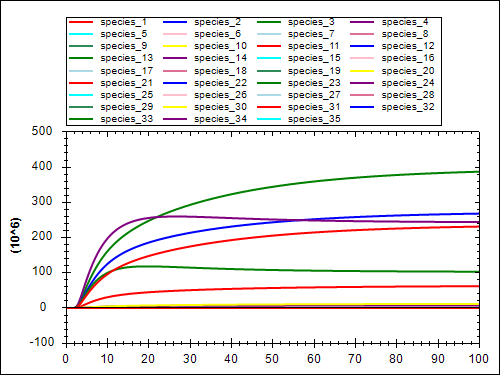 species_1 species_2 species_3 species_4
species_5 species_6 species_7 species_8
species_9 species_10 species_11 species_12
species_13 species_14 species_15 species_16
species_17 species_18 species_19 species_20
species_21 species_22 species_23 species_24
species_25 species_26 species_27 species_28
species_29 species_30 species_31 species_32
species_33 species_34 species_35
500
400
300
200
100
0
-100
(10^6)
0 10 20 30 40 50 60 70 80 90 100